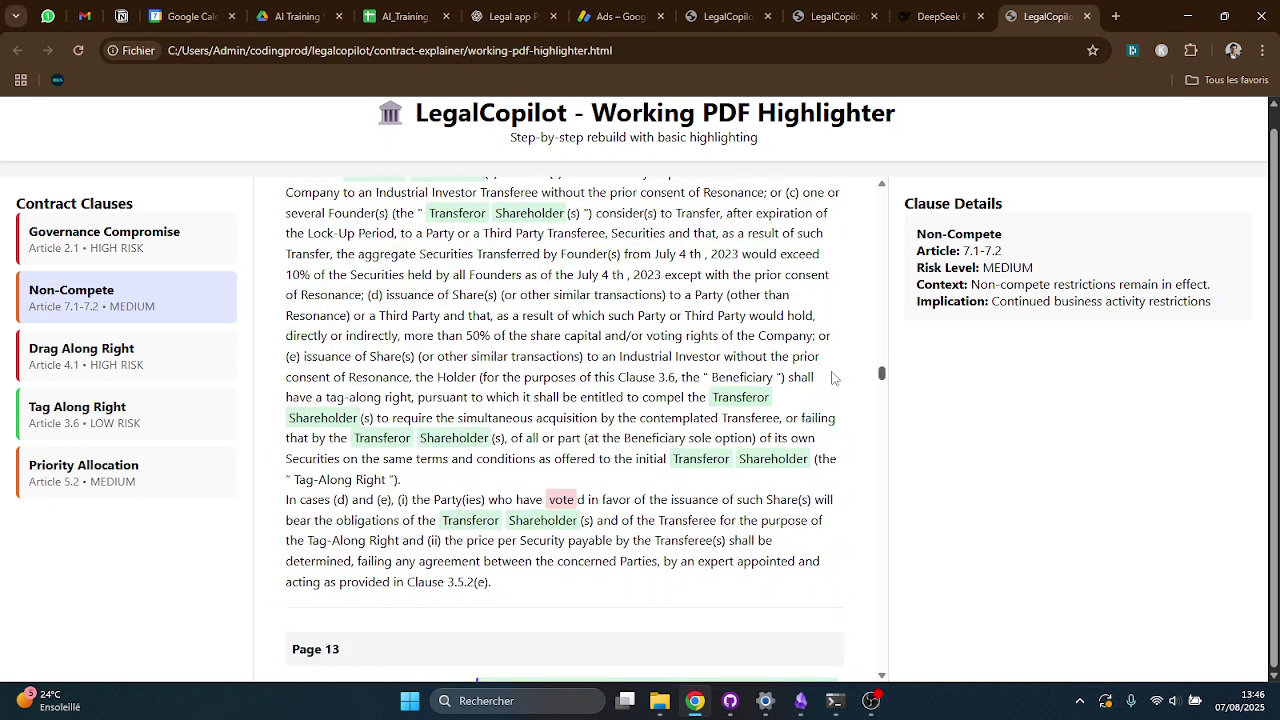 Google Cal
AI Training S
AI_Training_
Legal app P
Ads – Goog
LegalCopilo
LegalCopilo
DeepSeek
LegalCopilo
Fichier
C:/Users/Admin/codingprod/legalcopilot/contract-explainer/working-pdf-highlighter.html
Tous les favoris
LegalCopilot - Working PDF Highlighter
Step-by-step rebuild with basic highlighting
Contract Clauses
Governance Compromise
Article 2.1 • HIGH RISK
Non-Compete
Article 7.1-7.2 • MEDIUM
Drag Along Right
Article 4.1 • HIGH RISK
Tag Along Right
Article 3.6 • LOW RISK
Priority Allocation
Article 5.2 • MEDIUM
Company to an Industrial Investor Transferee without the prior consent of Resonance; or (c) one or
several Founder(s) (the “ Transferor Shareholder (s) ”) consider(s) to Transfer, after expiration of
the Lock-Up Period, to a Party or a Third Party Transferee, Securities and that, as a result of such
Transfer, the aggregate Securities Transferred by Founder(s) from July 4 th , 2023 would exceed
10% of the Securities held by all Founders as of the July 4 th , 2023 except with the prior consent
of Resonance; (d) issuance of Share(s) (or other similar transactions) to a Party (other than
Resonance) or a Third Party and that, as a result of which such Party or Third Party would hold,
directly or indirectly, more than 50% of the share capital and/or voting rights of the Company; or
(e) issuance of Share(s) (or other similar transactions) to an Industrial Investor without the prior
consent of Resonance, the Holder (for the purposes of this Clause 3.6, the “ Beneficiary ”) shall
have a tag-along right, pursuant to which it shall be entitled to compel the Transferor
Shareholder (s) to require the simultaneous acquisition by the contemplated Transferee, or failing
that by the Transferor Shareholder (s), of all or part (at the Beneficiary sole option) of its own
Securities on the same terms and conditions as offered to the initial Transferor Shareholder (the
“ Tag-Along Right ”).
In cases (d) and (e), (i) the Party(ies) who have vote d in favor of the issuance of such Share(s) will
bear the obligations of the Transferor Shareholder (s) and of the Transferee for the purpose of
the Tag-Along Right and (ii) the price per Security payable by the Transferee(s) shall be
determined, failing any agreement between the concerned Parties, by an expert appointed and
acting as provided in Clause 3.5.2(e).
Page 13
Clause Details
Non-Compete
Article: 7.1-7.2
Risk Level: MEDIUM
Context: Non-compete restrictions remain in effect.
Implication: Continued business activity restrictions
5
24°C
Ensoleillé
Rechercher
13:46
07/08/2025